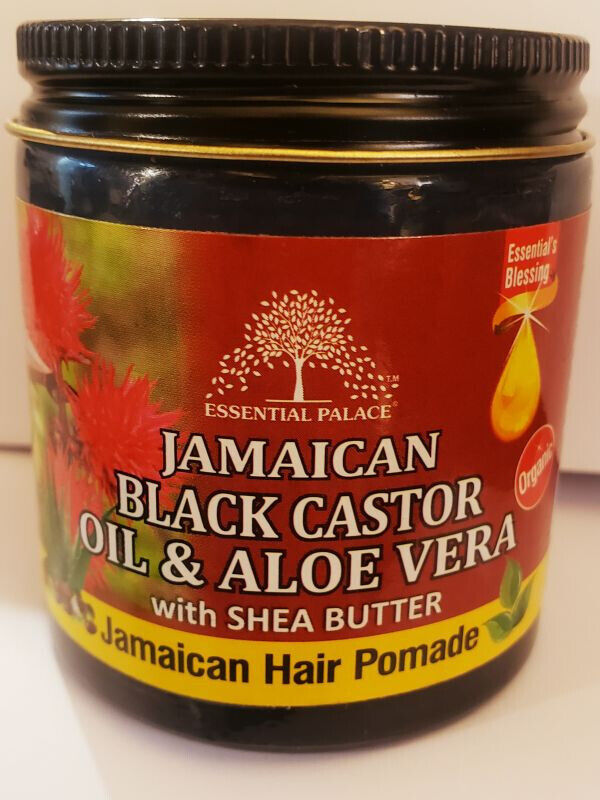 Essential's
Blessing
TM
ESSENTIAL PALACE®
Organic
JAMAICAN
BLACK CASTOR
OIL & ALOE VERA
with SHEA BUTTER
Jamaican Hair Pomade